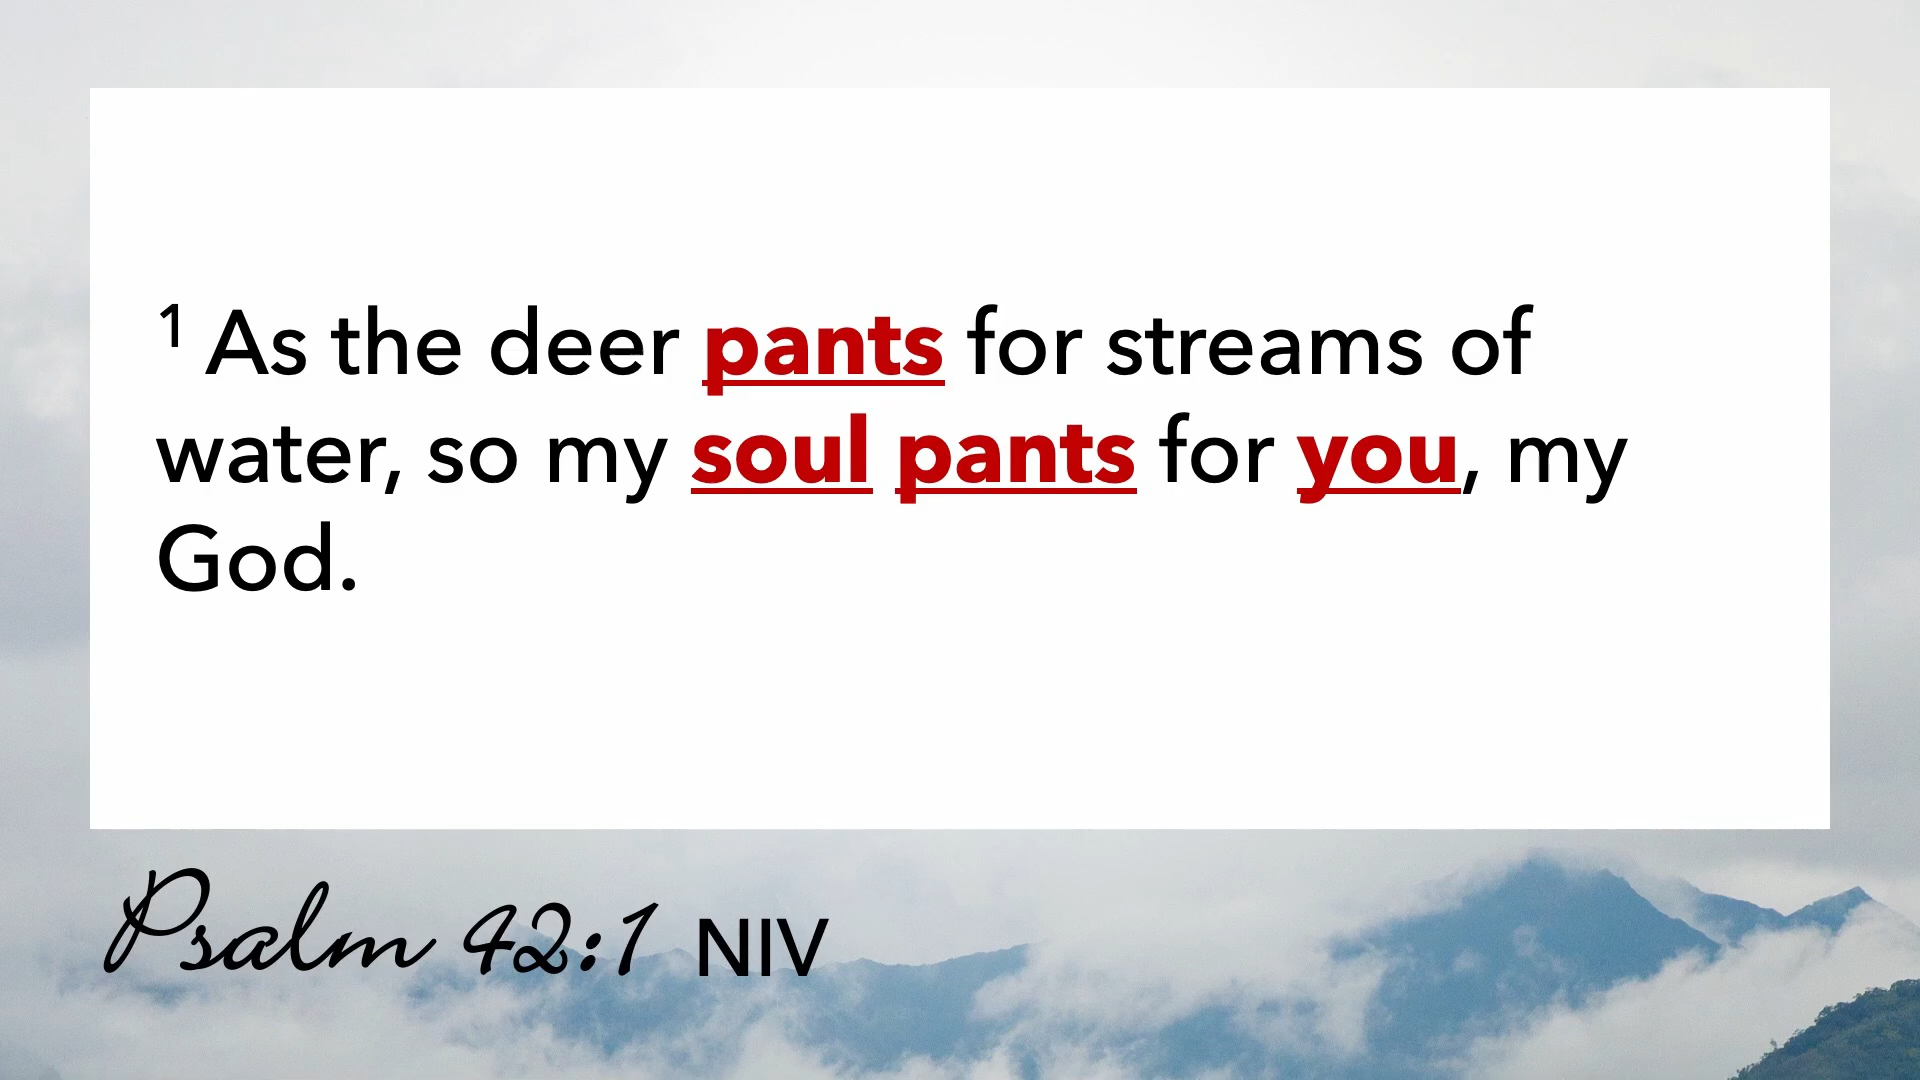 ¹ As the deer pants for streams of
water, so my soul pants for you, my
God.
Psalm 42:1 NIV